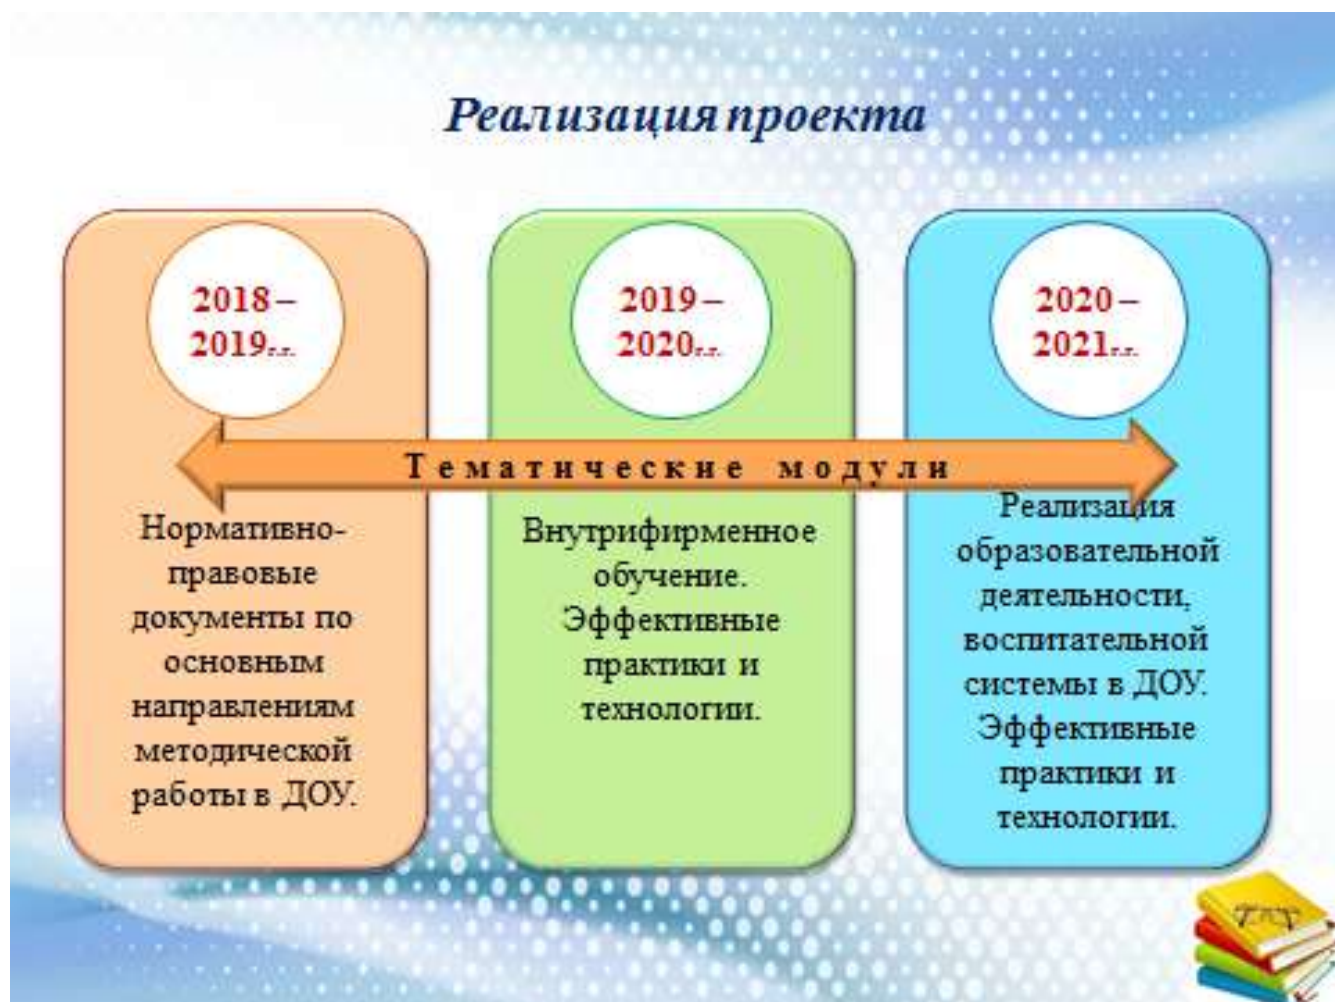 Реализация проекта
2018 –
2019г.г.
2019 –
2020г.г.
2020 –
2021г.г.
Тематические модули
Нормативно-
правовые
документы по
основным
направлениям
методической
работы в ДОУ.
Внутрифирменное
обучение.
Эффективные
практики и
технологии.
Реализация
образовательной
деятельности,
воспитательной
системы в ДОУ.
Эффективные
практики и
технологии.